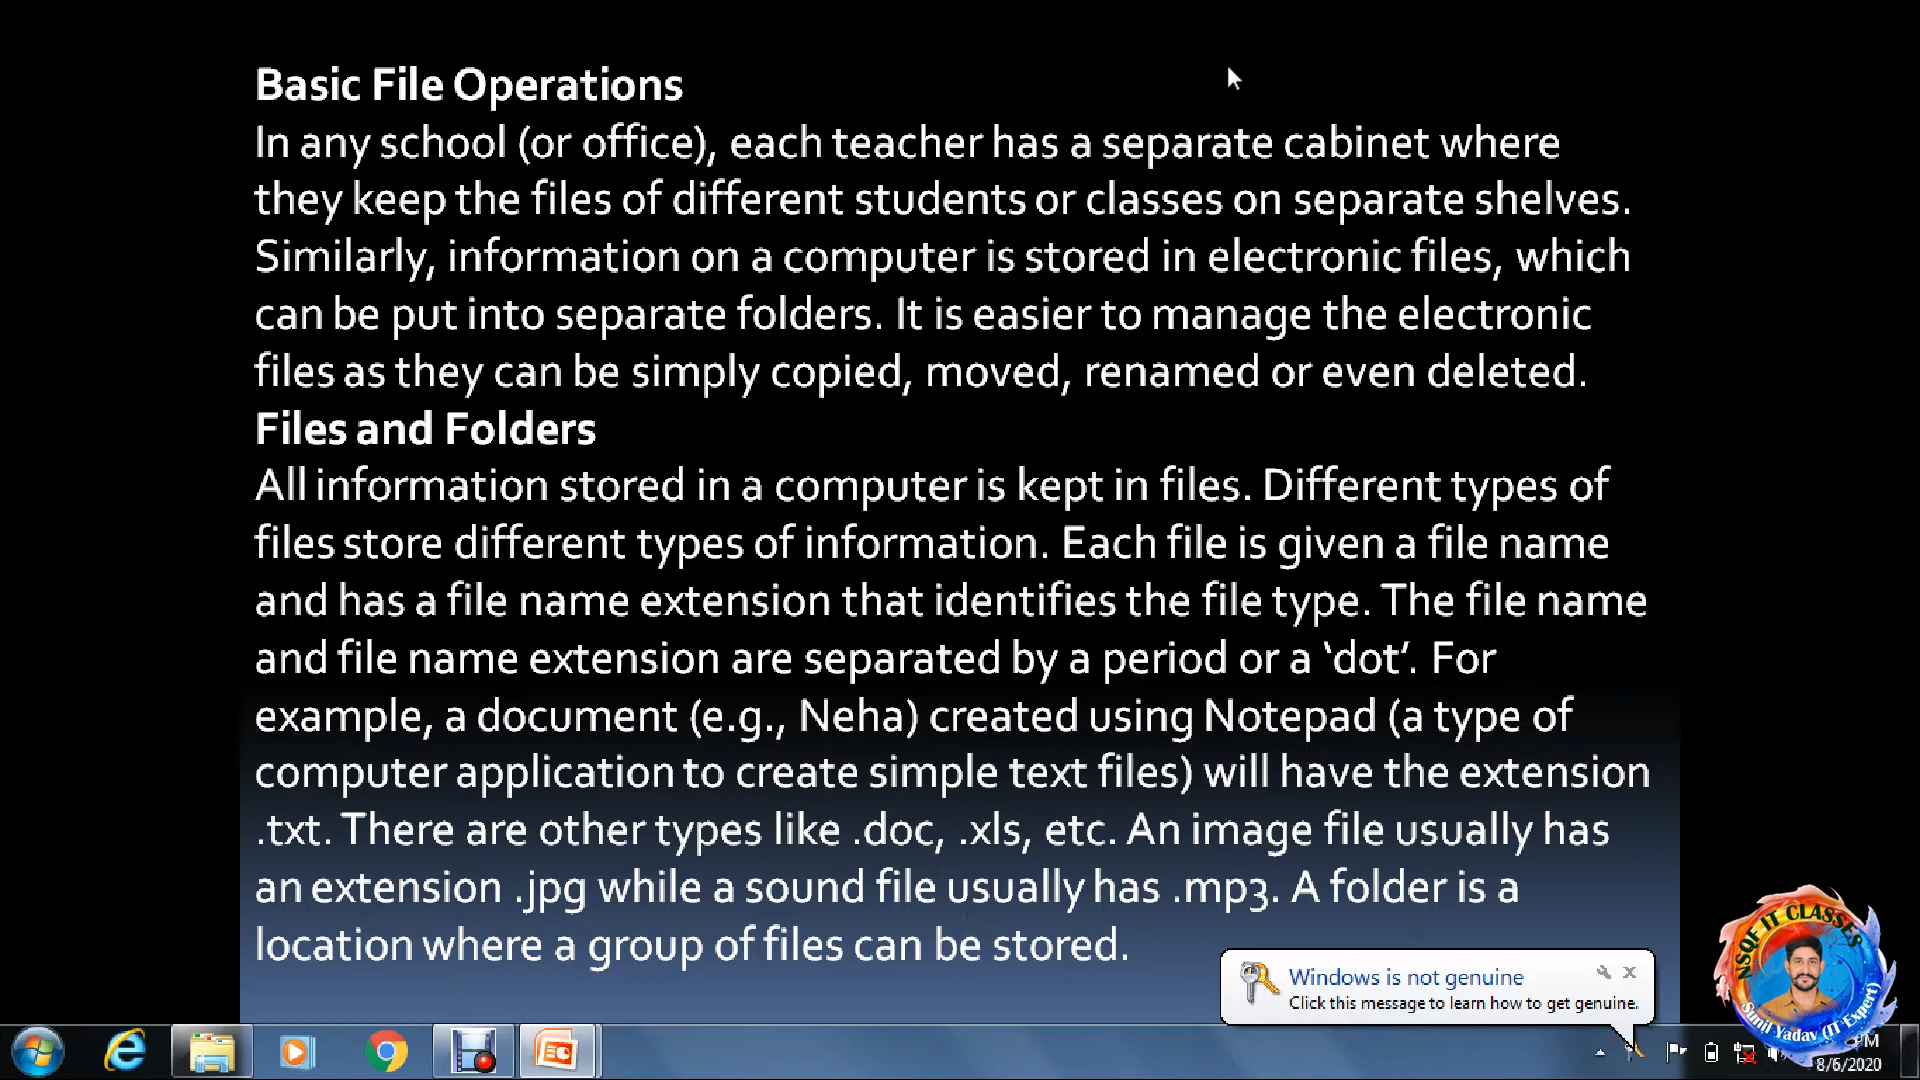 Basic File Operations
In any school (or office), each teacher has a separate cabinet where
they keep the files of different students or classes on separate shelves.
Similarly, information on a computer is stored in electronic files, which
can be put into separate folders. It is easier to manage the electronic
files as they can be simply copied, moved, renamed or even deleted.
Files and Folders
All information stored in a computer is kept in files. Different types of
files store different types of information. Each file is given a file name
and has a file name extension that identifies the file type. The file name
and file name extension are separated by a period or a ‘dot’. For
example, a document (e.g., Neha) created using Notepad (a type of
computer application to create simple text files) will have the extension
.txt. There are other types like .doc, .xls, etc. An image file usually has
an extension .jpg while a sound file usually has .mp3. A folder is a
location where a group of files can be stored.
Windows is not genuine
Click this message to learn how to get genuine.
NSQF IT CLASSES
Sunil Yadav (IT-Expert)
PM
8/6/2020